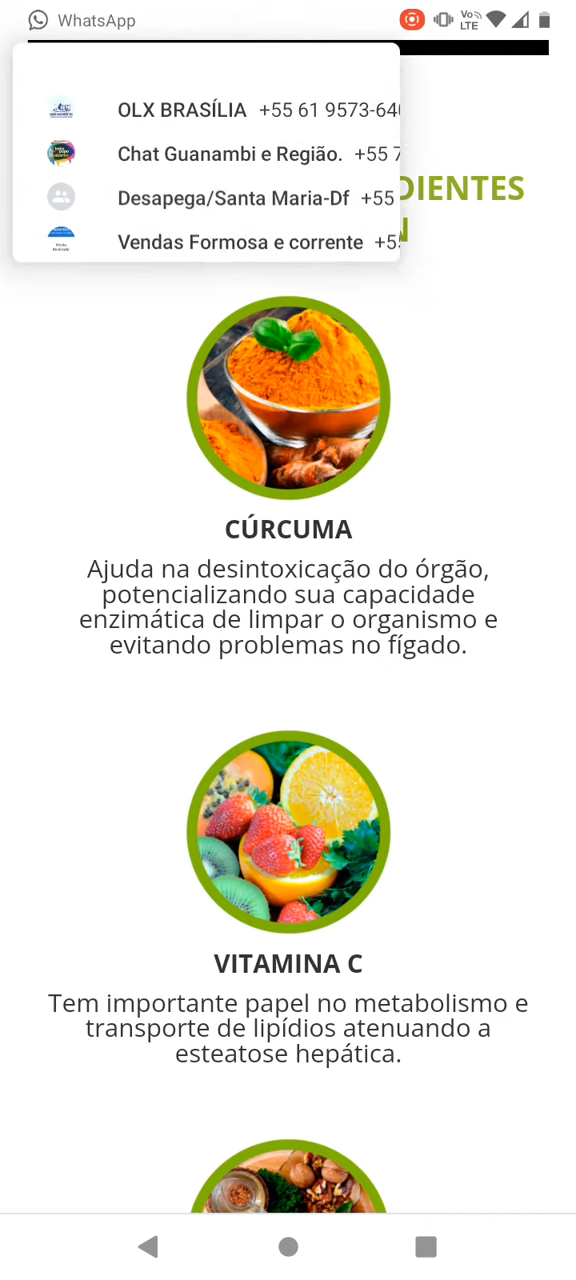 WhatsApp
Vo
LTE
OLX BRASÍLIA +55 61 9573-64
Chat Guanambi e Região. +55 7
Desapega/Santa Maria-Df +55
Vendas Formosa e corrente +5
DIENTES
N
CÚRCUMA
Ajuda na desintoxicação do órgão,
potencializando sua capacidade
enzimática de limpar o organismo e
evitando problemas no fígado.
VITAMINA C
Tem importante papel no metabolismo e
transporte de lipídios atenuando a
esteatose hepática.